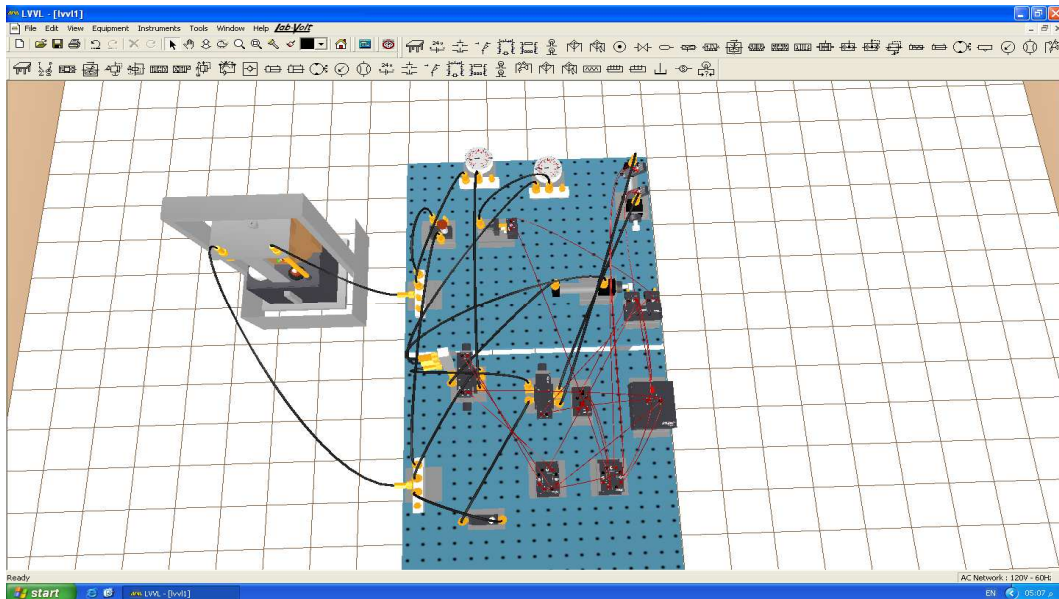 LVVL - [lvvl1]
File Edit View Equipment Instruments Tools Window Help Lab-Volt
Ready
AC Network : 120V - 60Hz
start
LVVL - [lvvl1]
EN
05:07 م